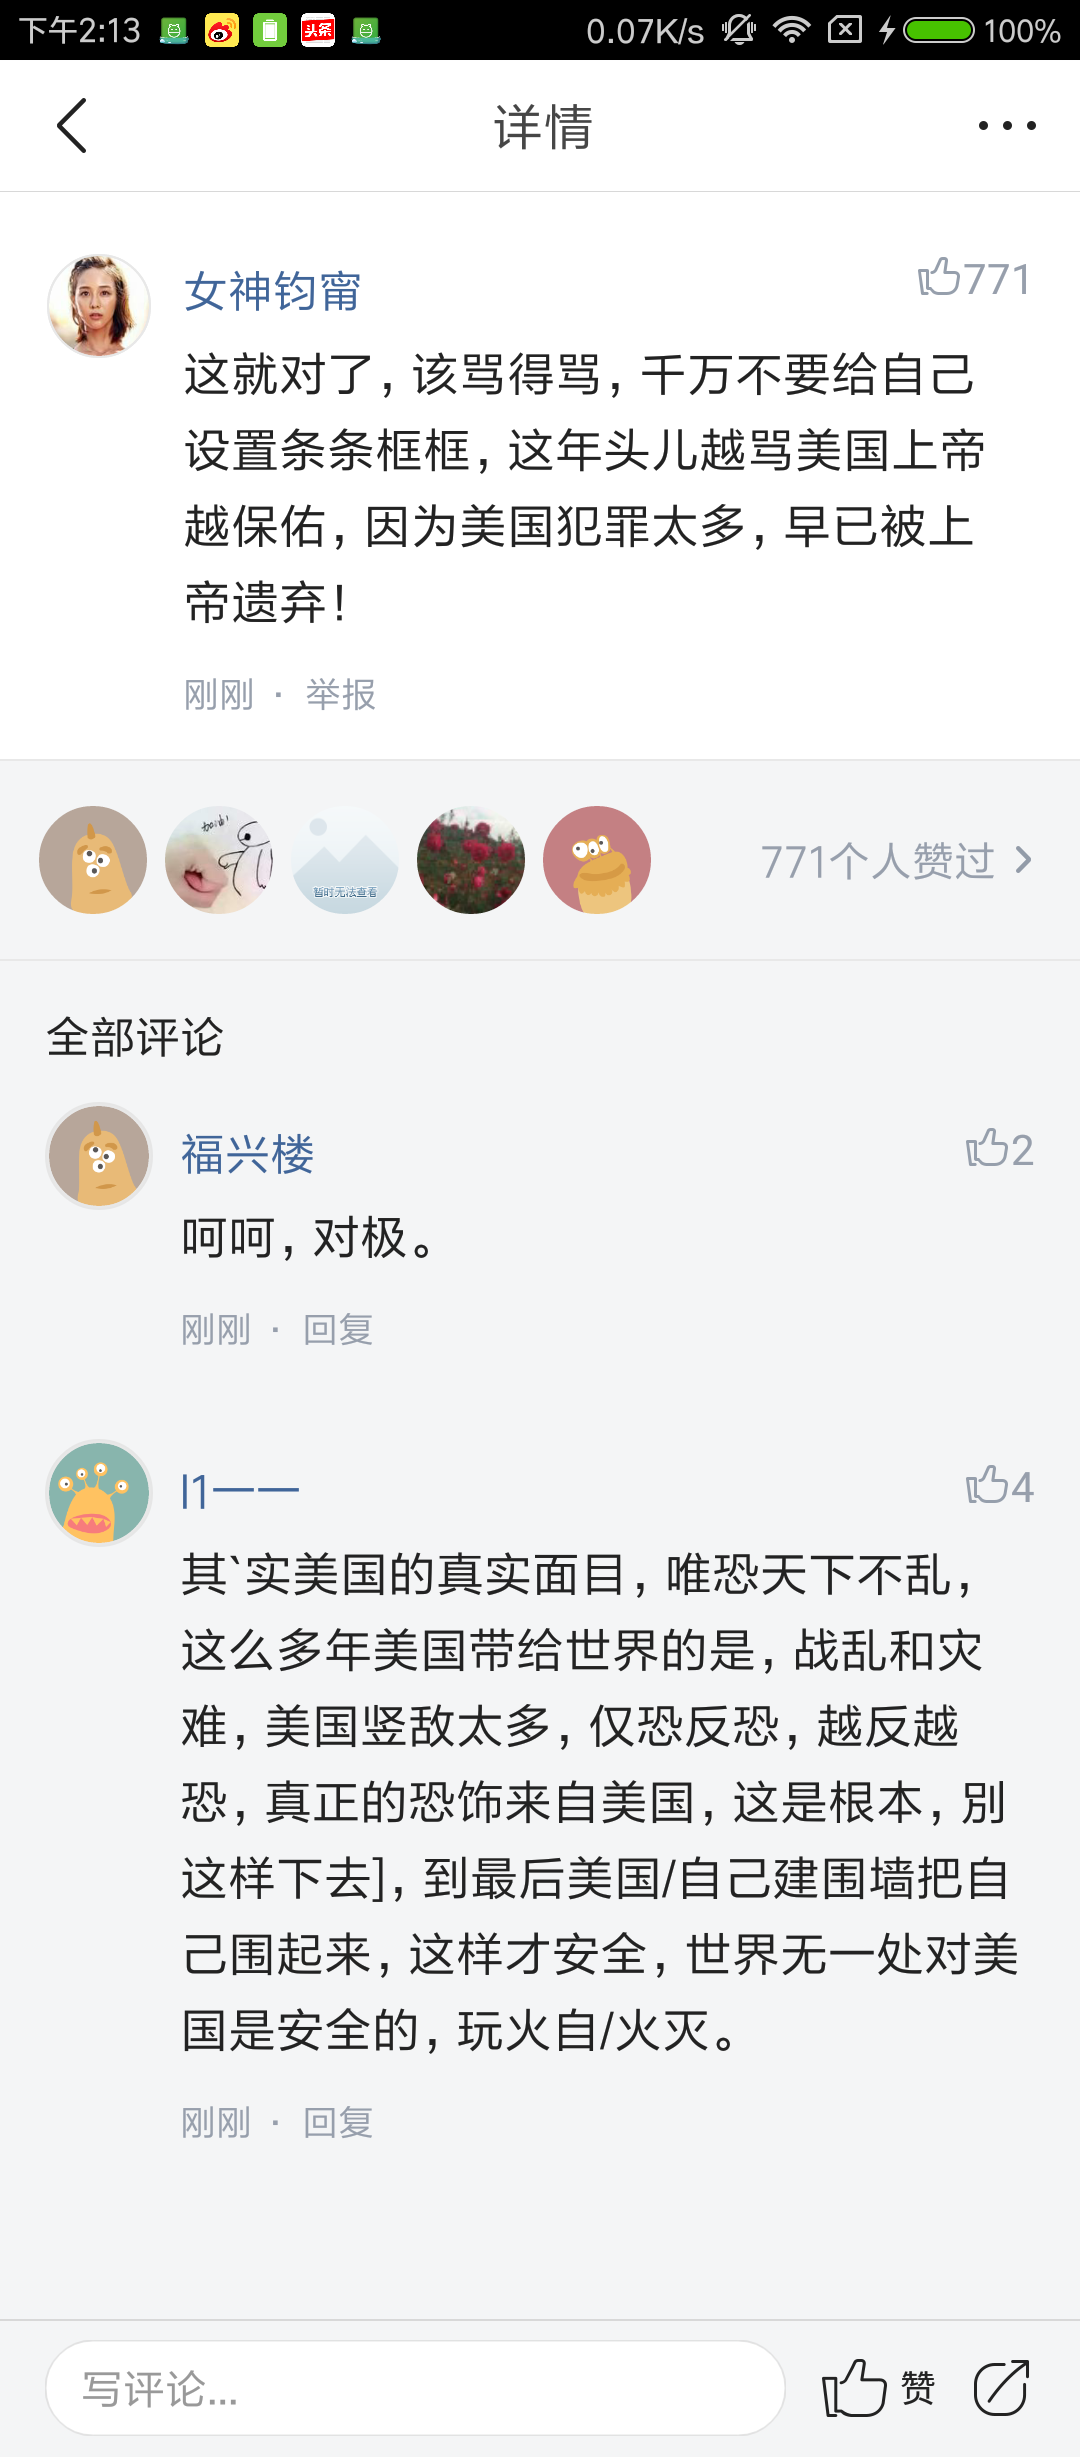 下午2:13
头条
0.07K/s
100%
详情
女神钧甯
771
这就对了,该骂得骂,千万不要给自己
设置条条框框,这年头儿越骂美国上帝
越保佑,因为美国犯罪太多,早已被上
帝遗弃!
刚刚 · 举报
暂时无法查看
771个人赞过
全部评论
福兴楼
2
呵呵,对极。
刚刚 · 回复
l1一一
4
其`实美国的真实面目,唯恐天下不乱,
这么多年美国带给世界的是,战乱和灾
难,美国竖敌太多,仅恐反恐,越反越
恐,真正的恐饰来自美国,这是根本,别
这样下去],到最后美国/自己建围墙把自
己围起来,这样才安全,世界无一处对美
国是安全的,玩火自/火灭。
刚刚 · 回复
写评论...
赞